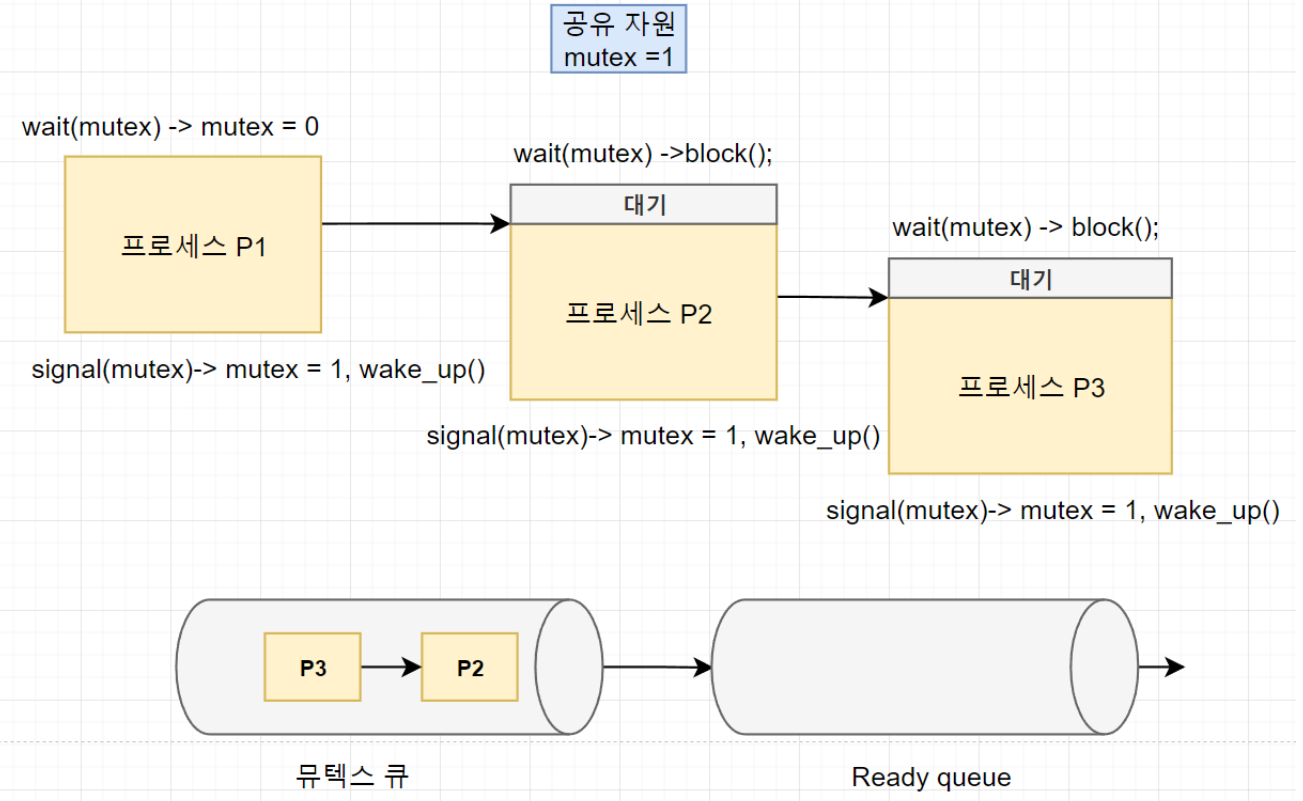 공유 자원
mutex =1
wait(mutex) -> mutex = 0
wait(mutex) ->block();
대기
wait(mutex) -> block();
대기
프로세스 P1
프로세스 P2
signal(mutex)-> mutex = 1, wake_up()
프로세스 P3
signal(mutex)-> mutex = 1, wake_up()
signal(mutex)-> mutex = 1, wake_up()
P3
P2
뮤텍스 큐
Ready queue